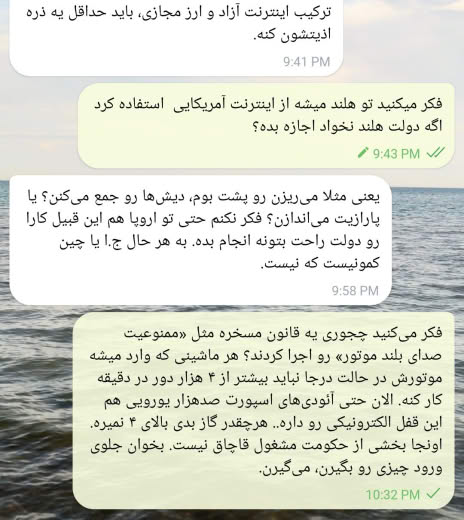 ترکیب اینترنت آزاد و ارز مجازی، باید حداقل یه ذره
اذیتشون کنه.
9:41 PM
فکر میکنید تو هلند میشه از اینترنت آمریکایی استفاده کرد
اگه دولت هلند نخواد اجازه بده؟
9:43 PM
یعنی مثلا می‌ریزن رو پشت بوم، دیش‌ها رو جمع می‌کنن؟ یا
پارازیت می‌اندازن؟ فکر نکنم حتی تو اروپا هم این قبیل کارا
رو دولت راحت بتونه انجام بده. به هر حال ج.ا یا چین
کمونیست که نیست.
9:58 PM
فکر می‌کنید چجوری یه قانون مسخره مثل «ممنوعیت
صدای بلند موتور» رو اجرا کردند؟ هر ماشینی که وارد میشه
موتورش در حالت درجا نباید بیشتر از ۴ هزار دور در دقیقه
کار کنه. الان حتی آئودی‌های اسپورت صدهزار یورویی هم
این قفل الکترونیکی رو داره.. هرچقدر گاز بدی بالای ۴ نمیره.
اونجا بخشی از حکومت مشغول قاچاق نیست. بخوان جلوی
ورود چیزی رو بگیرن، می‌گیرن.
10:32 PM